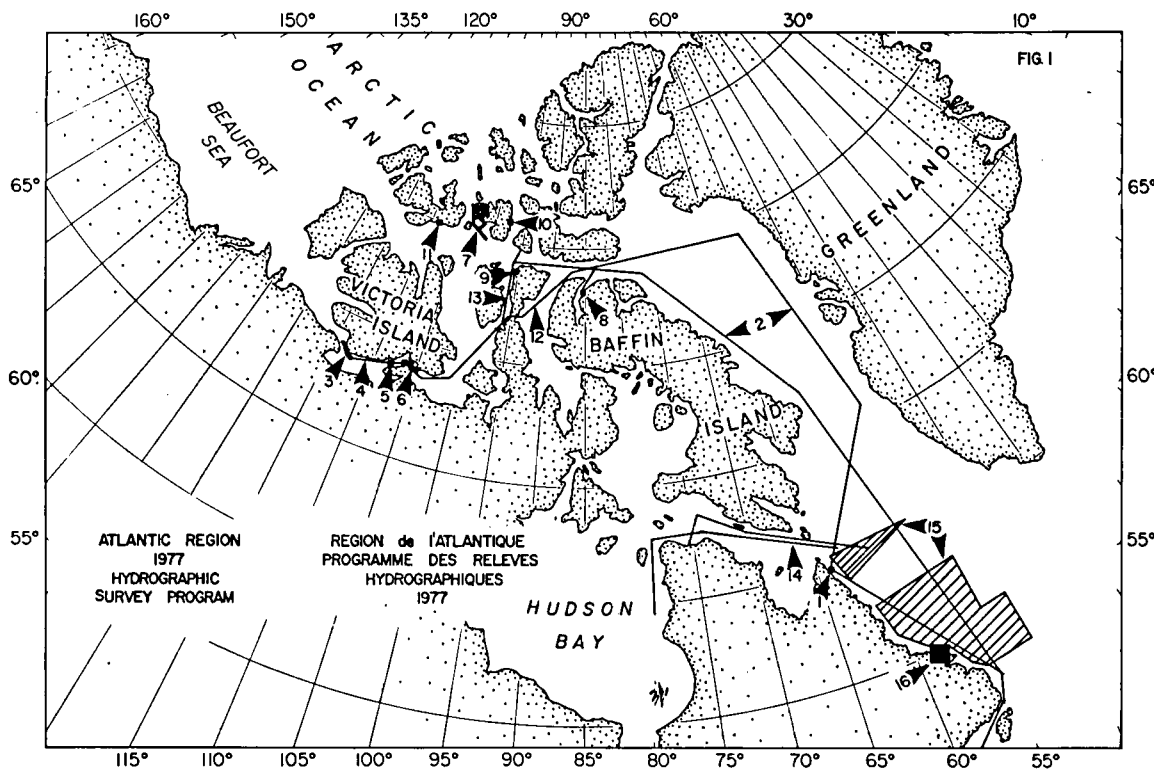 160° 150° 135° 120° 90° 60° 30° 10°
FIG.1
ARCTIC
OCEAN
BEAUFORT
SEA
65°
65°
GREENLAND
10
11
7
9
13
VICTORIA
ISLAND
12
8
BAFFIN
2
60°
3 4 5 6
60°
ISLAND
ATLANTIC REGION
1977
HYDROGRAPHIC
SURVEY PROGRAM
REGION de l'ATLANTIQUE
PROGRAMME DES RELEVES
HYDROGRAPHIQUES
1977
55°
15
55°
14
1
HUDSON
BAY
16
115° 110° 105° 100° 95° 90° 85° 80° 75° 70° 65° 60° 55°